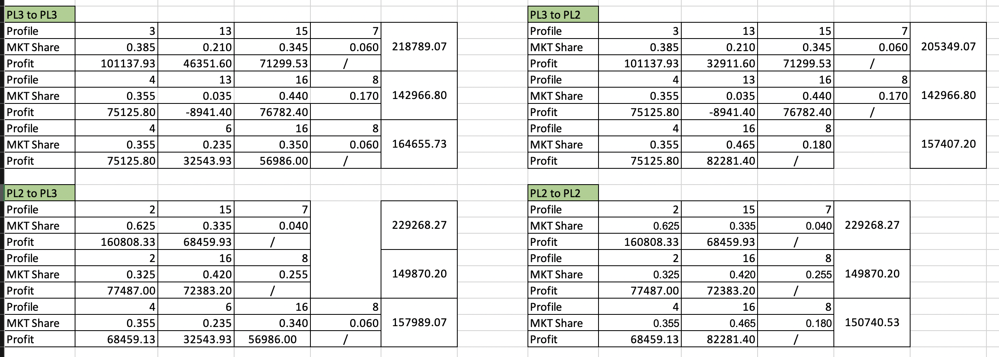 PL3 to PL3 PL3 to PL2
Profile 3 13 15 7 Profile 3 13 15 7
MKT Share 0.385 0.210 0.345 0.060 218789.07 MKT Share 0.385 0.210 0.345 0.060 205349.07
Profit 101137.93 46351.60 71299.53 / Profit 101137.93 32911.60 71299.53 /
Profile 4 13 16 8 Profile 4 13 16 8
MKT Share 0.355 0.035 0.440 0.170 142966.80 MKT Share 0.355 0.035 0.440 0.170 142966.80
Profit 75125.80 -8941.40 76782.40 Profit 75125.80 -8941.40 76782.40 /
Profile 4 6 16 8 Profile 4 16 8
MKT Share 0.355 0.235 0.350 0.060 164655.73 MKT Share 0.355 0.465 0.180 157407.20
Profit 75125.80 32543.93 56986.00 / Profit 75125.80 82281.40 /
PL2 to PL3 PL2 to PL2
Profile 2 15 7 Profile 2 15 7
MKT Share 0.625 0.335 0.040 229268.27 MKT Share 0.625 0.335 0.040 229268.27
Profit 160808.33 68459.93 / Profit 160808.33 68459.93 /
Profile 2 16 8 Profile 2 16 8
MKT Share 0.325 0.420 0.255 149870.20 MKT Share 0.325 0.420 0.255 149870.20
Profit 77487.00 72383.20 / Profit 77487.00 72383.20 /
Profile 4 6 16 8 Profile 4 16 8
MKT Share 0.355 0.235 0.340 0.060 157989.07 MKT Share 0.355 0.465 0.180 150740.53
Profit 68459.13 32543.93 56986.00 / Profit 68459.13 82281.40 /